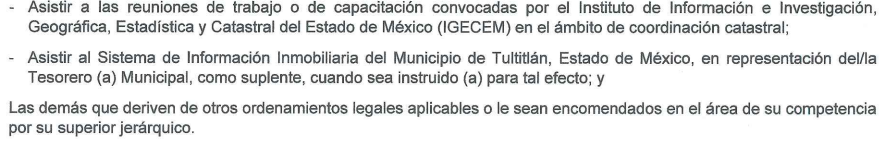 - Asistir a las reuniones de trabajo o de capacitación convocadas por el Instituto de Información e Investigación,
Geográfica, Estadística y Catastral del Estado de México (IGECEM) en el ámbito de coordinación catastral;
- Asistir al Sistema de Información Inmobiliaria del Municipio de Tultitlán, Estado de México, en representación del/la
Tesorero (a) Municipal, como suplente, cuando sea instruido (a) para tal efecto; y
Las demás que deriven de otros ordenamientos legales aplicables o le sean encomendados en el área de su competencia
por su superior jerárquico.